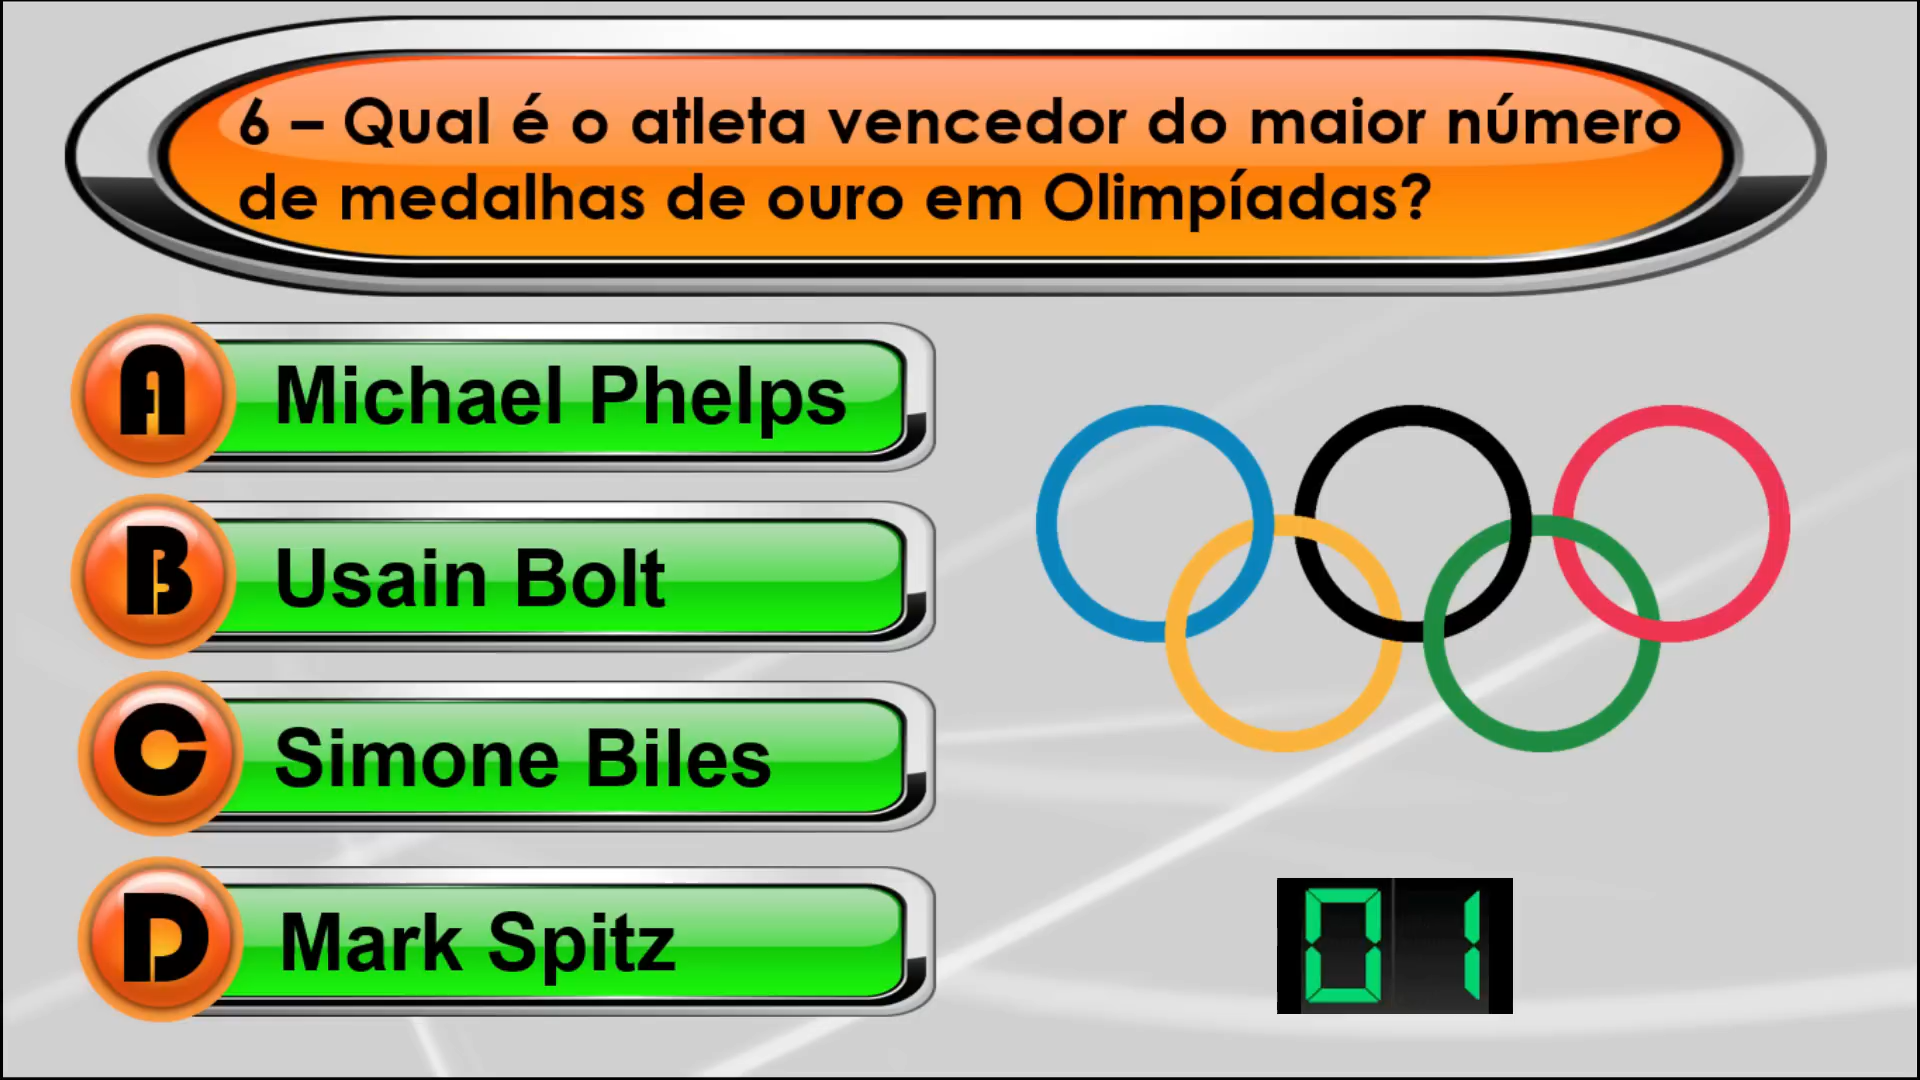 6 – Qual é o atleta vencedor do maior número
de medalhas de ouro em Olimpíadas?
A Michael Phelps
B Usain Bolt
C Simone Biles
D Mark Spitz
01